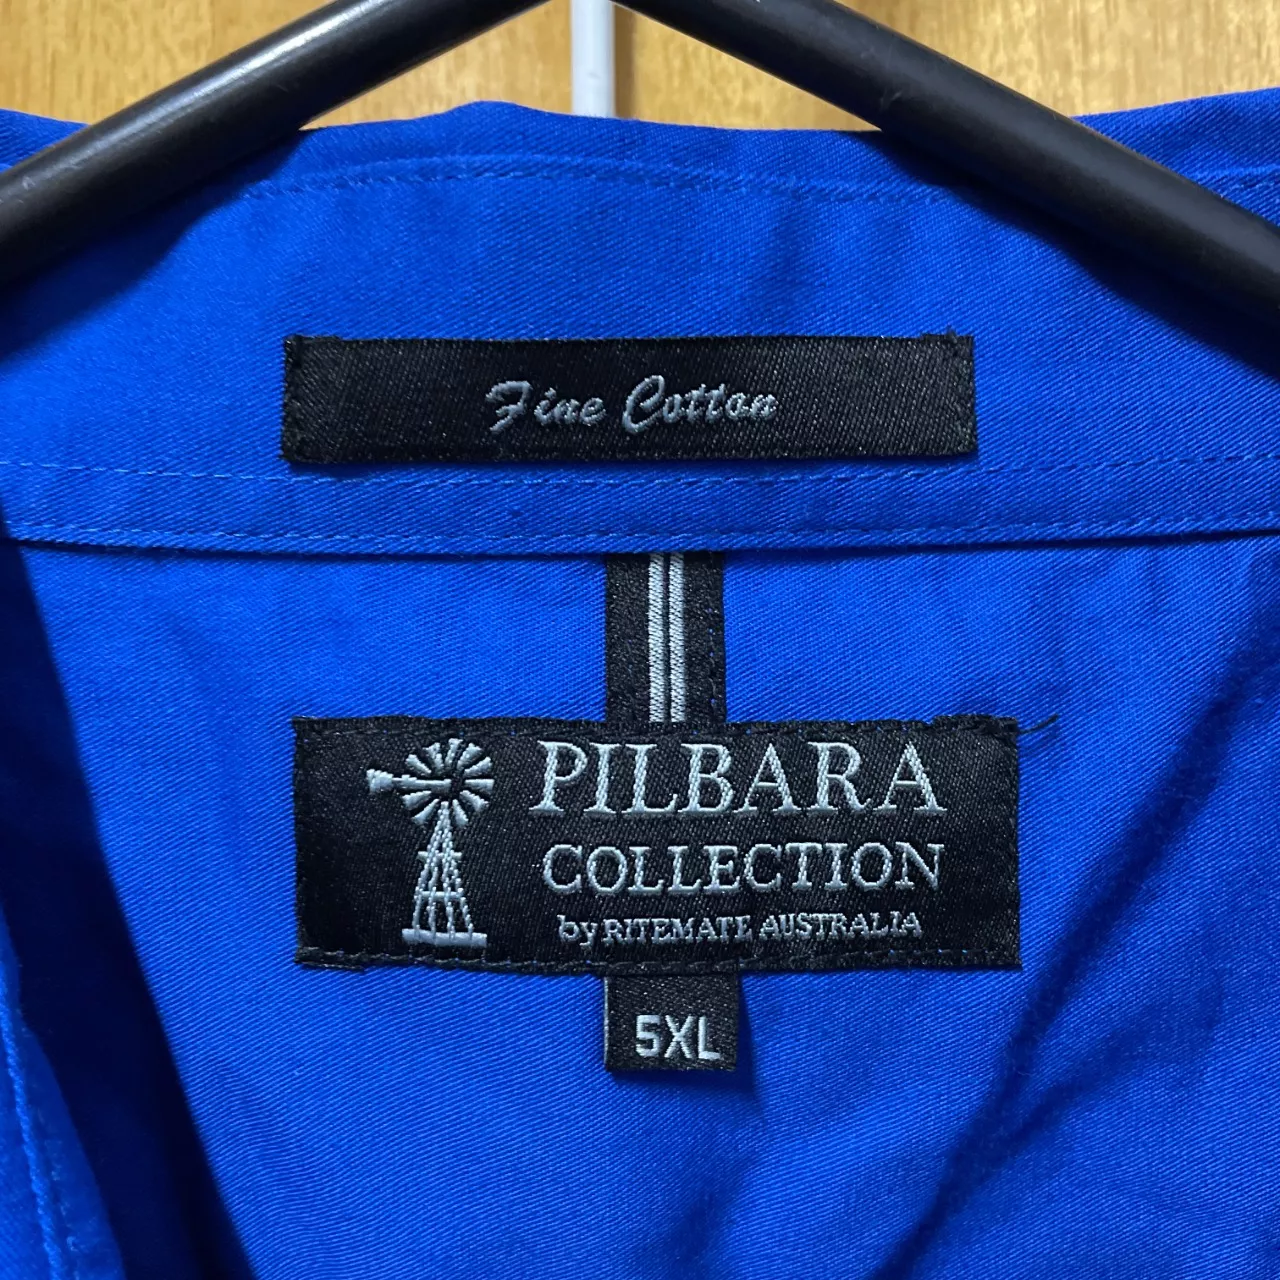 Fine Cotton
PILBARA
COLLECTION
by RITEMATE AUSTRALIA
5XL